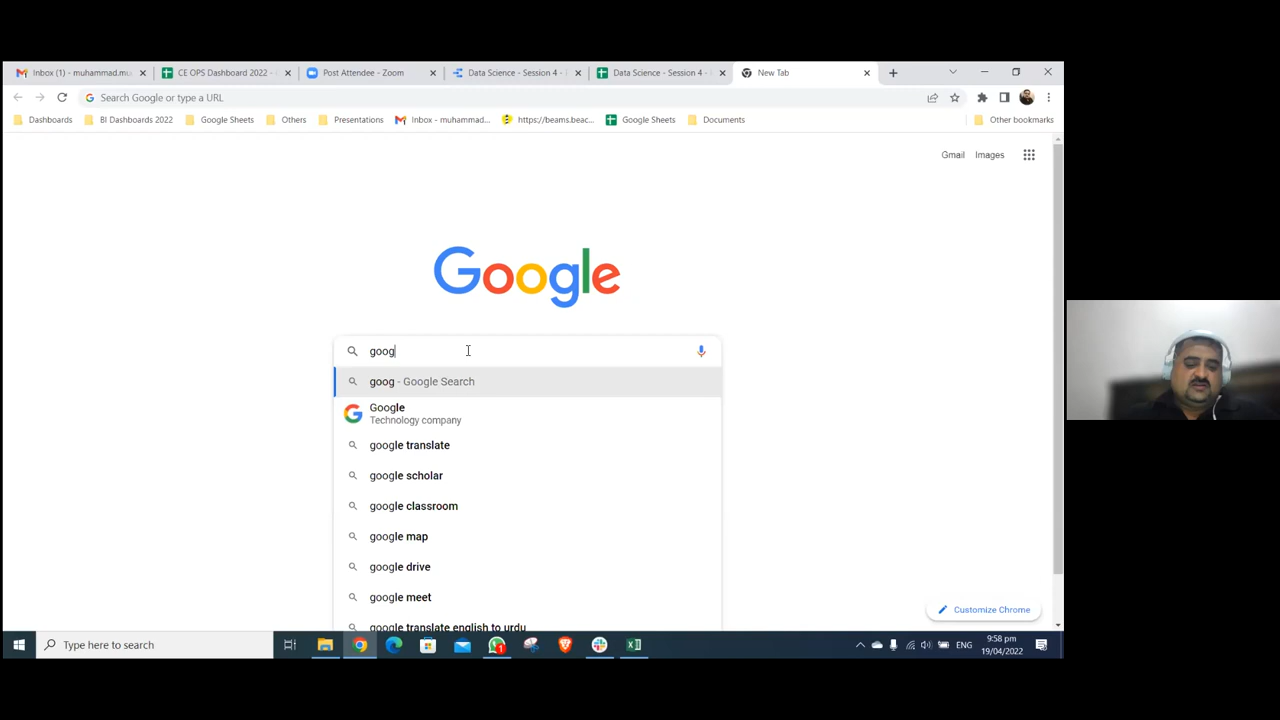 Inbox (1) - muhammad.mu
CE OPS Dashboard 2022 -
Post Attendee - Zoom
Data Science - Session 4 -
Data Science - Session 4 -
New Tab
Search Google or type a URL
Dashboards
BI Dashboards 2022
Google Sheets
Others
Presentations
Inbox - muhammad...
https://beams.beac...
Google Sheets
Documents
Other bookmarks
Gmail
Images
Google
goog
goog - Google Search
Google
Technology company
google translate
google scholar
google classroom
google map
google drive
google meet
google translate english to urdu
Customize Chrome
Type here to search
1
ENG
9:58 pm
19/04/2022